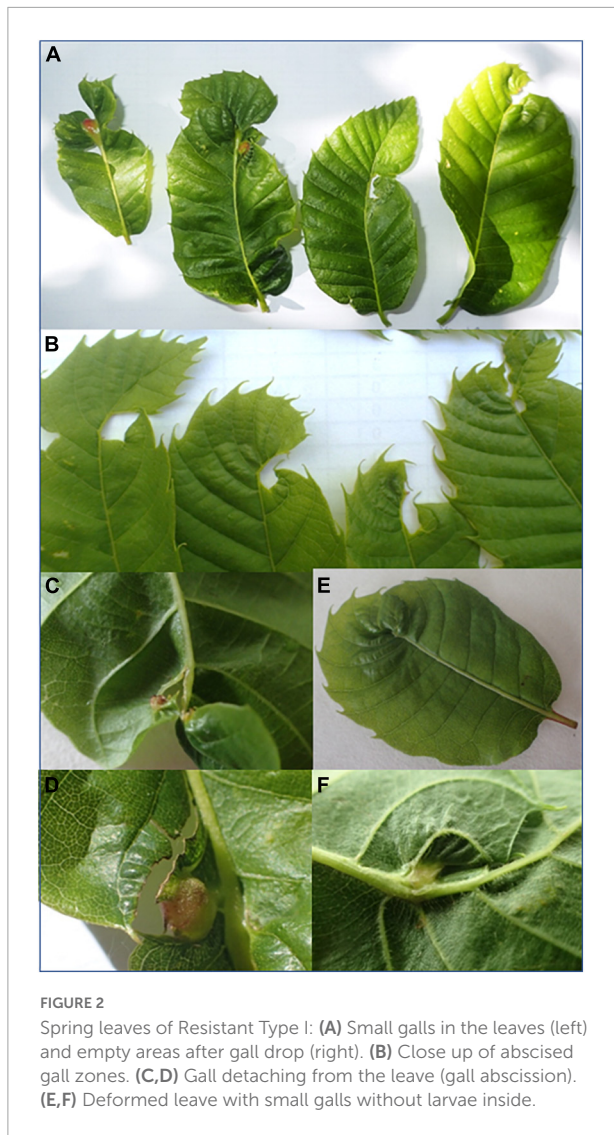 A
B
C
E
D
F
FIGURE 2
Spring leaves of Resistant Type I: (A) Small galls in the leaves (left)
and empty areas after gall drop (right). (B) Close up of abscised
gall zones. (C,D) Gall detaching from the leave (gall abscission).
(E,F) Deformed leave with small galls without larvae inside.